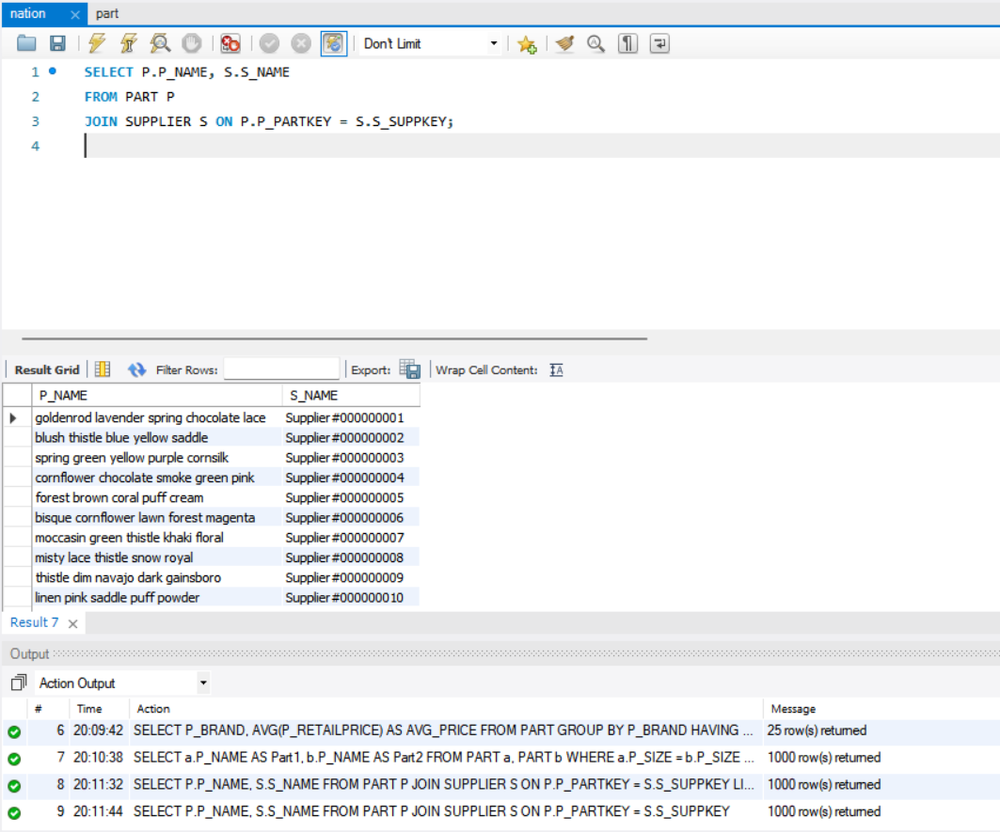 nation × part
Don't Limit
1 SELECT P.P_NAME, S.S_NAME
2 FROM PART P
3 JOIN SUPPLIER S ON P.P_PARTKEY = S.S_SUPPKEY;
4
Result Grid Filter Rows: Export: Wrap Cell Content:
P_NAME S_NAME
goldenrod lavender spring chocolate lace Supplier#000000001
blush thistle blue yellow saddle Supplier#000000002
spring green yellow purple cornsilk Supplier#000000003
cornflower chocolate smoke green pink Supplier#000000004
forest brown coral puff cream Supplier#000000005
bisque cornflower lawn forest magenta Supplier#000000006
moccasin green thistle khaki floral Supplier#000000007
misty lace thistle snow royal Supplier#000000008
thistle dim navajo dark gainsboro Supplier#000000009
linen pink saddle puff powder Supplier#000000010
Result 7 ×
Output
Action Output
# Time Action Message
6 20:09:42 SELECT P_BRAND, AVG(P_RETAILPRICE) AS AVG_PRICE FROM PART GROUP BY P_BRAND HAVING ... 25 row(s) returned
7 20:10:38 SELECT a.P_NAME AS Part1, b.P_NAME AS Part2 FROM PART a, PART b WHERE a.P_SIZE = b.P_SIZE ... 1000 row(s) returned
8 20:11:32 SELECT P.P_NAME, S.S_NAME FROM PART P JOIN SUPPLIER S ON P.P_PARTKEY = S.S_SUPPKEY LI... 1000 row(s) returned
9 20:11:44 SELECT P.P_NAME, S.S_NAME FROM PART P JOIN SUPPLIER S ON P.P_PARTKEY = S.S_SUPPKEY 1000 row(s) returned